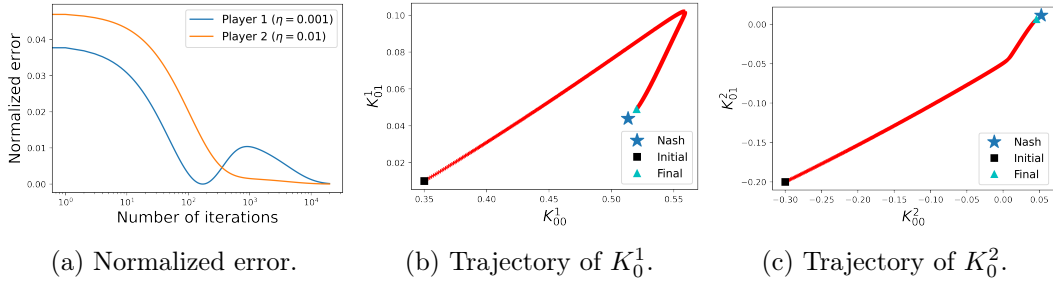 Player 1 (η = 0.001)
Player 2 (η = 0.01)
Normalized error
0.04
0.03
0.02
0.01
0.00
10^0
10^1
10^2
10^3
10^4
Number of iterations
(a) Normalized error.
K^1_{01}
0.10
0.08
0.06
0.04
0.02
Nash
Initial
Final
0.35
0.40
0.45
0.50
0.55
K^1_{00}
(b) Trajectory of K^1_0.
K^2_{01}
0.00
−0.05
−0.10
−0.15
−0.20
Nash
Initial
Final
−0.30
−0.25
−0.20
−0.15
−0.10
−0.05
0.00
0.05
K^2_{00}
(c) Trajectory of K^2_0.